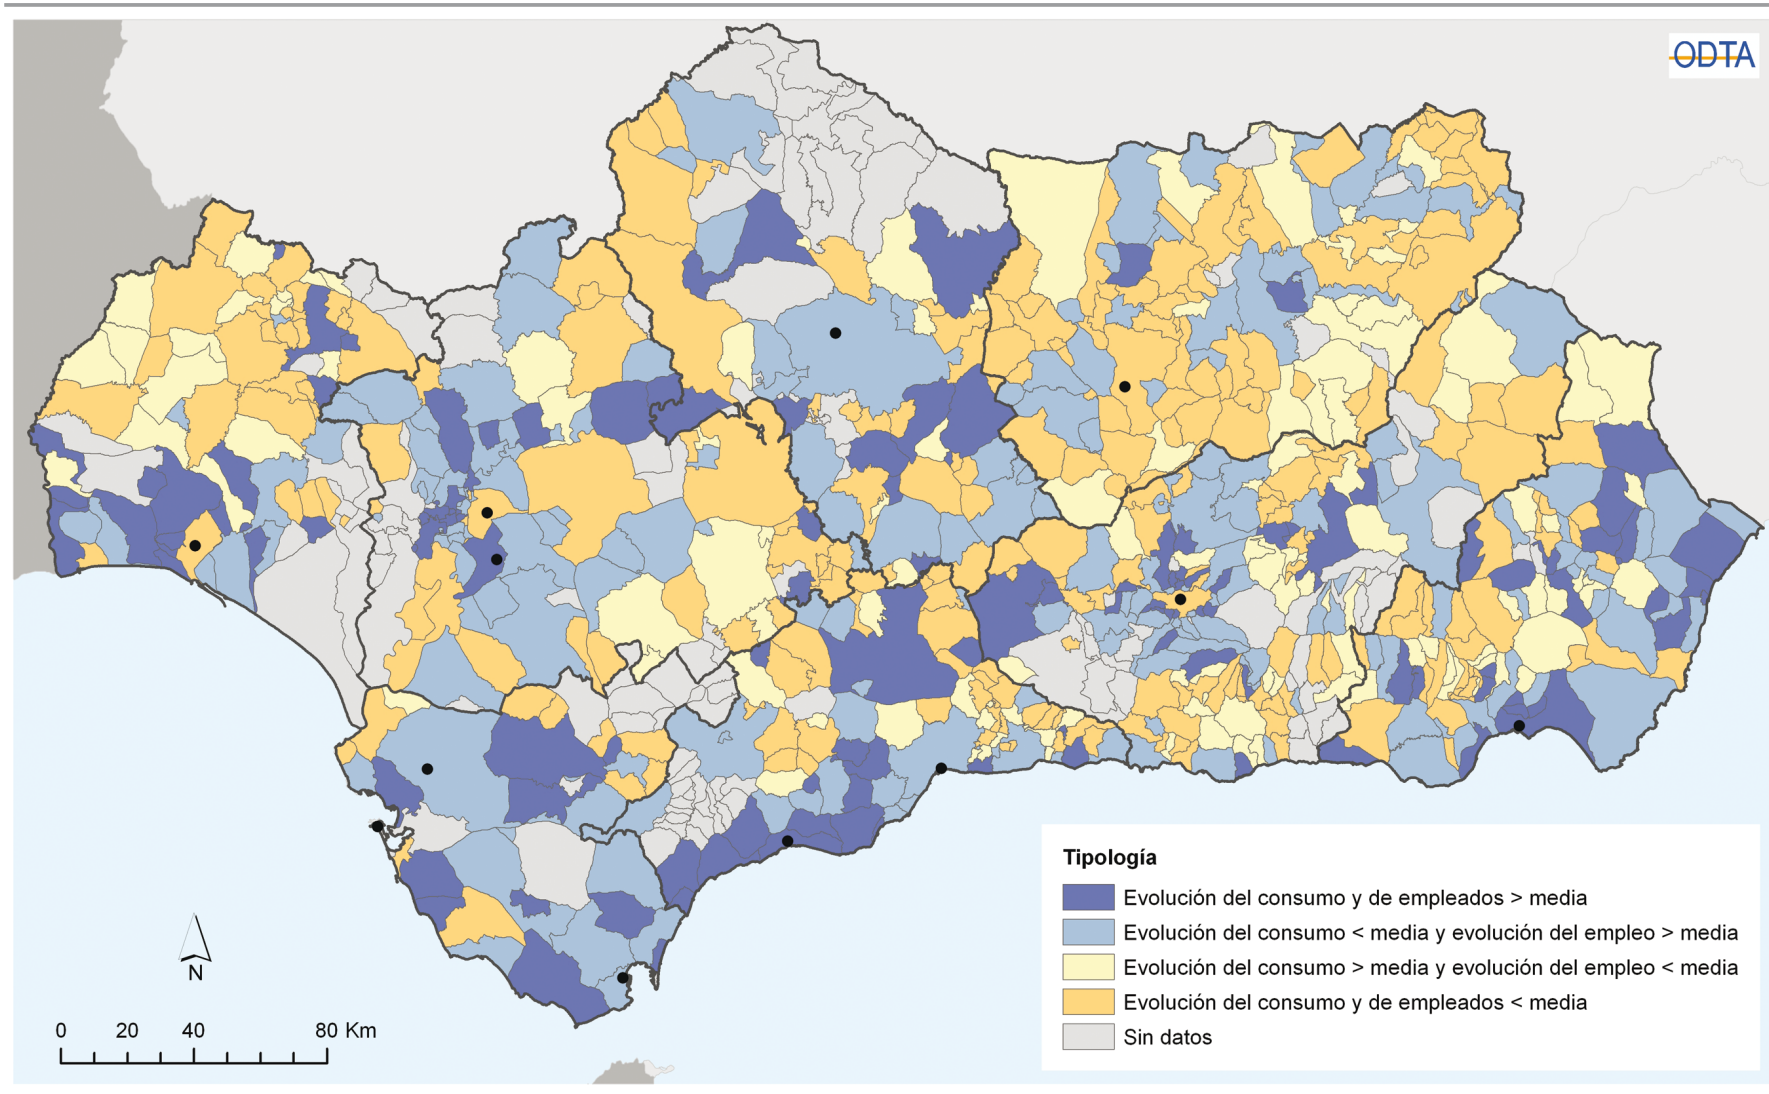 ODTA
Tipología
Evolución del consumo y de empleados > media
Evolución del consumo < media y evolución del empleo > media
Evolución del consumo > media y evolución del empleo < media
Evolución del consumo y de empleados < media
Sin datos
N
0 20 40 80 Km